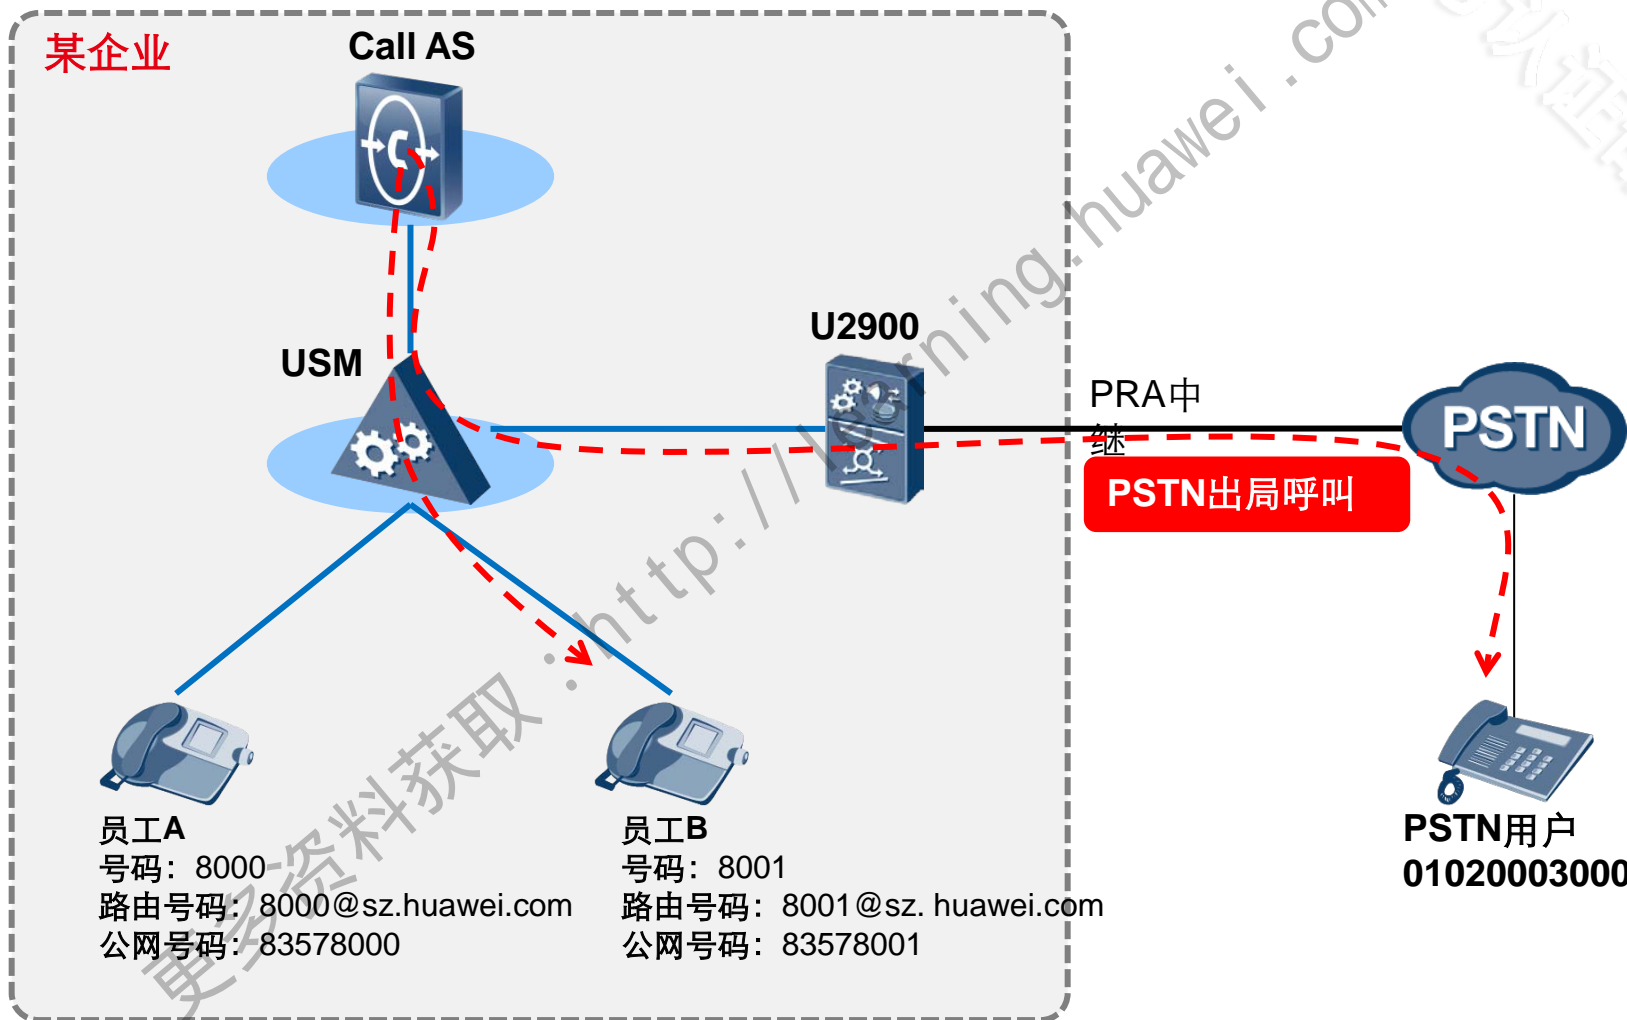 某企业
Call AS
U2900
USM
PRA中
继
PSTN
PSTN出局呼叫
员工A
号码：8000
路由号码：8000@sz.huawei.com
公网号码：83578000
员工B
号码：8001
路由号码：8001@sz. huawei.com
公网号码：83578001
PSTN用户
01020003000
更多资料获取：http://learning.huawei.com